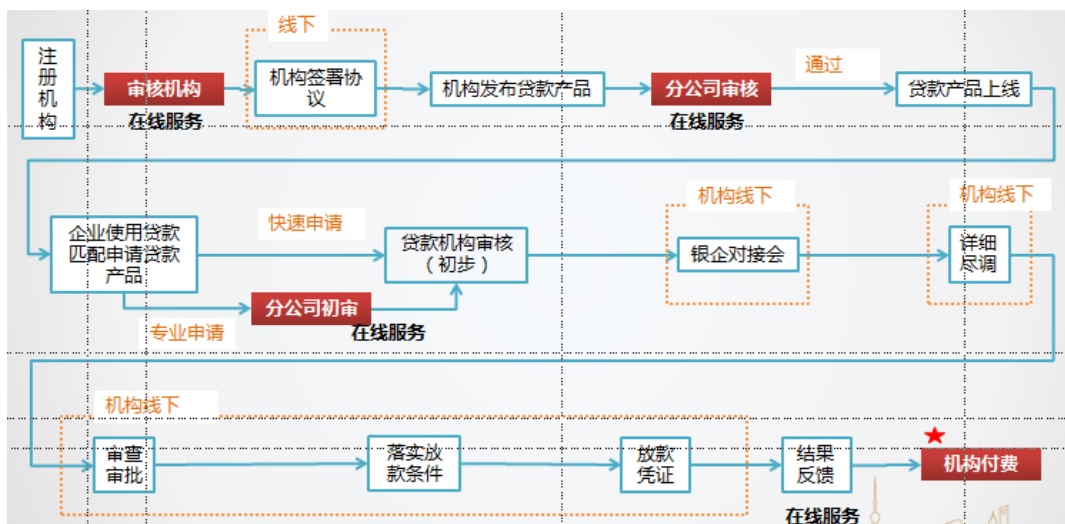 线下
注
册
机
构
审核机构
在线服务
机构签署协
议
机构发布贷款产品
分公司审核
在线服务
通过
贷款产品上线
企业使用贷款
匹配申请贷款
产品
快速申请
专业申请
分公司初审
在线服务
贷款机构审核
（初步）
机构线下
银企对接会
机构线下
详细
尽调
机构线下
审查
审批
落实放
款条件
放款
凭证
结果
反馈
在线服务
机构付费